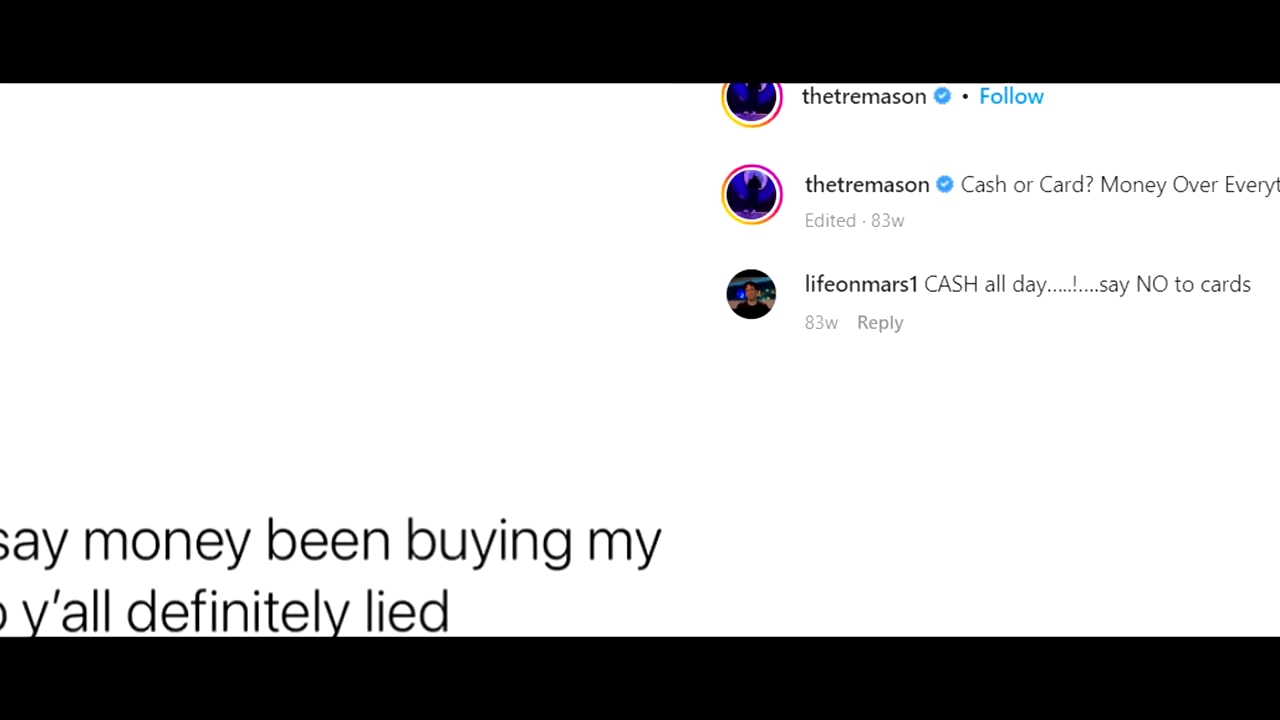 thetremason • Follow
thetremason Cash or Card? Money Over
Edited · 83w
lifeonmars1 CASH all day.....!....say NO to cards
83w Reply
say money been buying my
y'all definitely lied